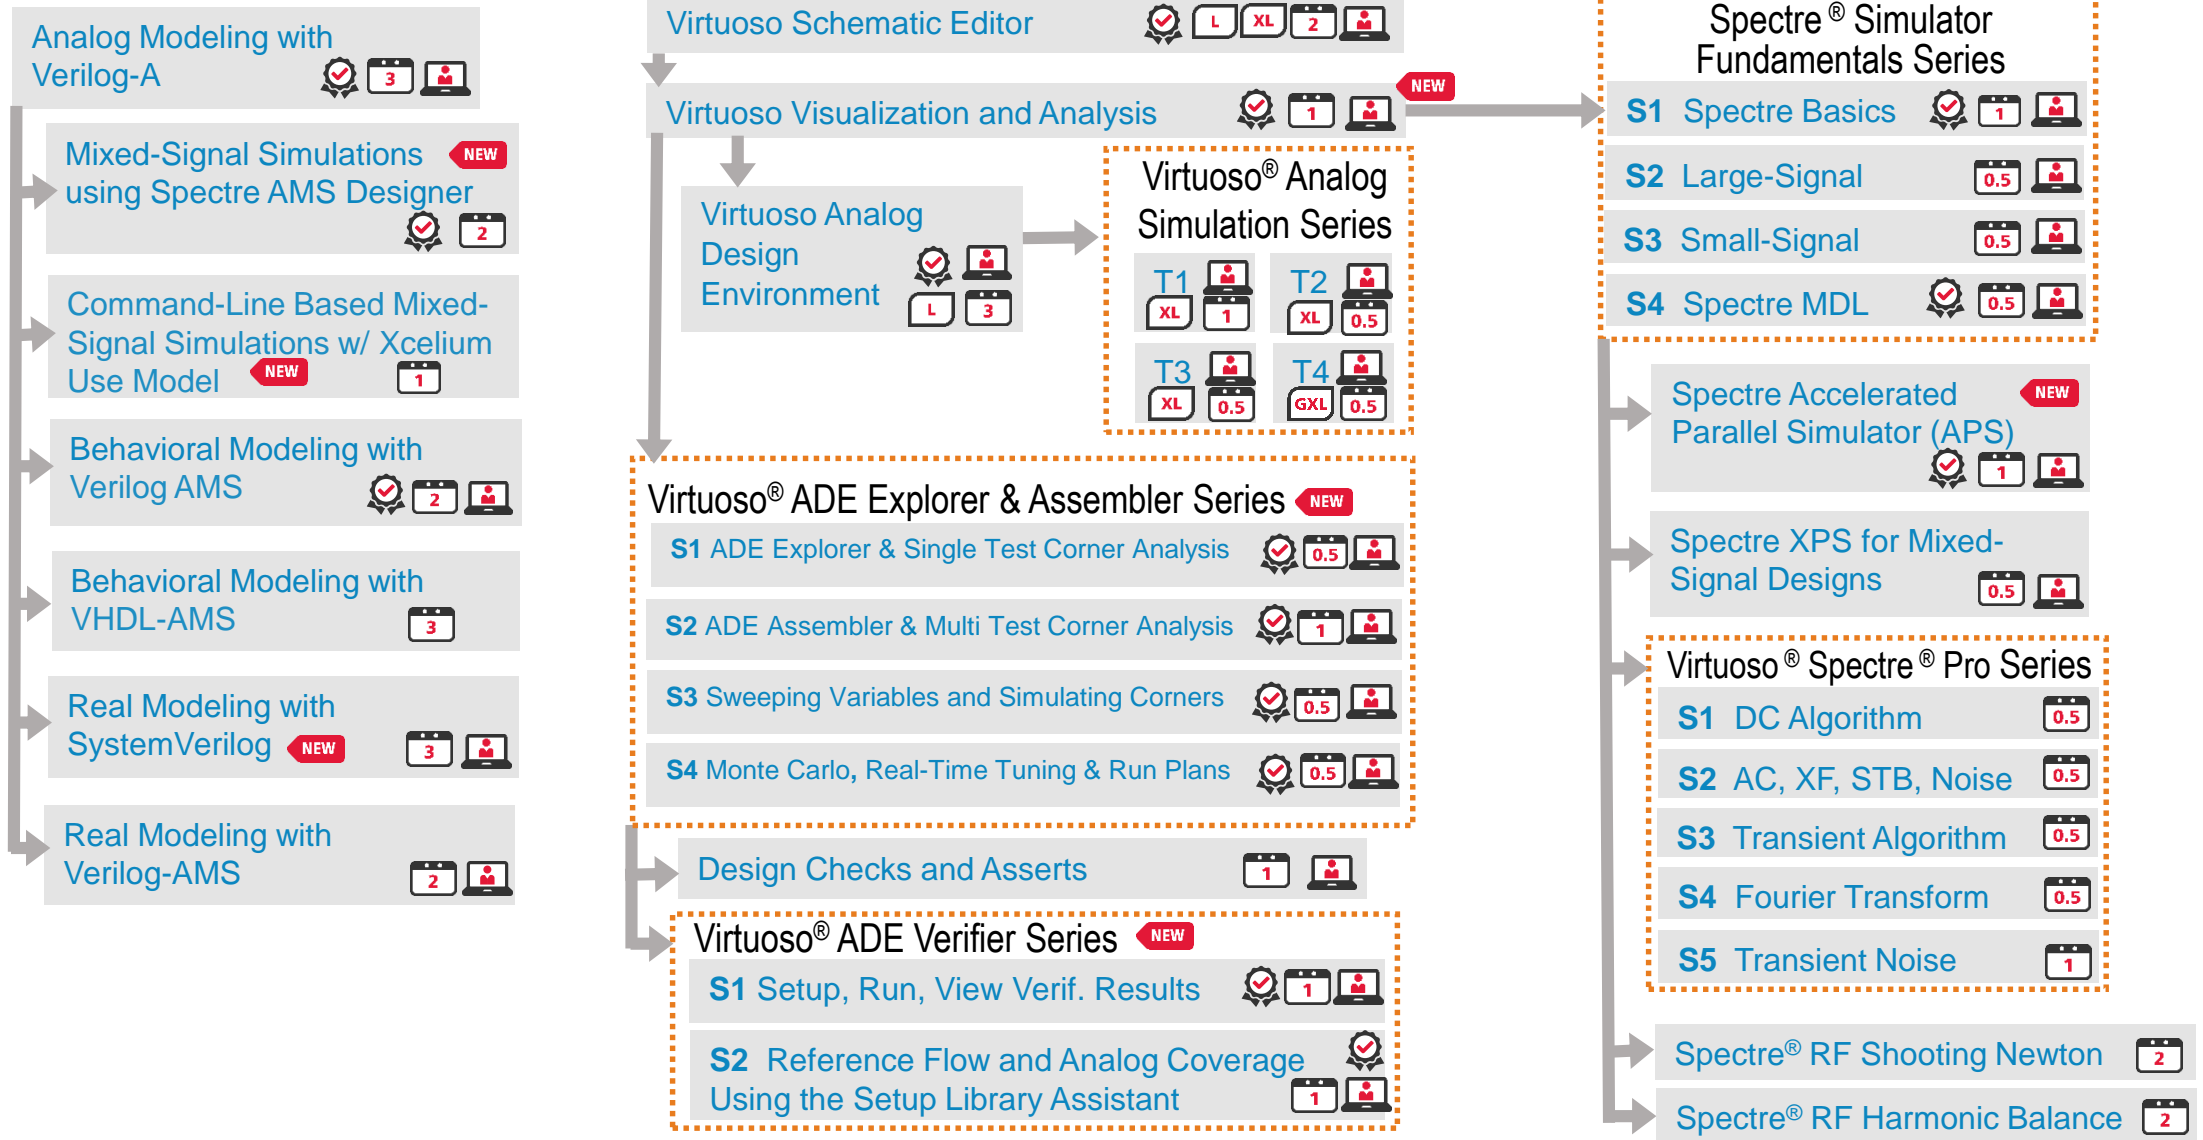 Analog Modeling with
Verilog-A
3
Mixed-Signal Simulations NEW
using Spectre AMS Designer
2
Command-Line Based Mixed-
Signal Simulations w/ Xcelium
Use Model NEW 1
Behavioral Modeling with
Verilog AMS 2
Behavioral Modeling with
VHDL-AMS 3
Real Modeling with
SystemVerilog NEW 3
Real Modeling with
Verilog-AMS 2
Virtuoso Schematic Editor L XL 2
NEW
Virtuoso Visualization and Analysis 1
Virtuoso Analog
Design
Environment
L 3
Virtuoso® Analog
Simulation Series
T1
XL 1
T2
XL 0.5
T3
XL 0.5
T4
GXL 0.5
Virtuoso® ADE Explorer & Assembler Series NEW
S1 ADE Explorer & Single Test Corner Analysis 0.5
S2 ADE Assembler & Multi Test Corner Analysis 1
S3 Sweeping Variables and Simulating Corners 0.5
S4 Monte Carlo, Real-Time Tuning & Run Plans 0.5
Design Checks and Asserts 1
Virtuoso® ADE Verifier Series NEW
S1 Setup, Run, View Verif. Results 1
S2 Reference Flow and Analog Coverage
Using the Setup Library Assistant 1
Spectre® Simulator
Fundamentals Series
S1 Spectre Basics 1
S2 Large-Signal 0.5
S3 Small-Signal 0.5
S4 Spectre MDL 0.5
Spectre Accelerated NEW
Parallel Simulator (APS)
1
Spectre XPS for Mixed-
Signal Designs 0.5
Virtuoso® Spectre® Pro Series
S1 DC Algorithm 0.5
S2 AC, XF, STB, Noise 0.5
S3 Transient Algorithm 0.5
S4 Fourier Transform 0.5
S5 Transient Noise 1
Spectre® RF Shooting Newton 2
Spectre® RF Harmonic Balance 2